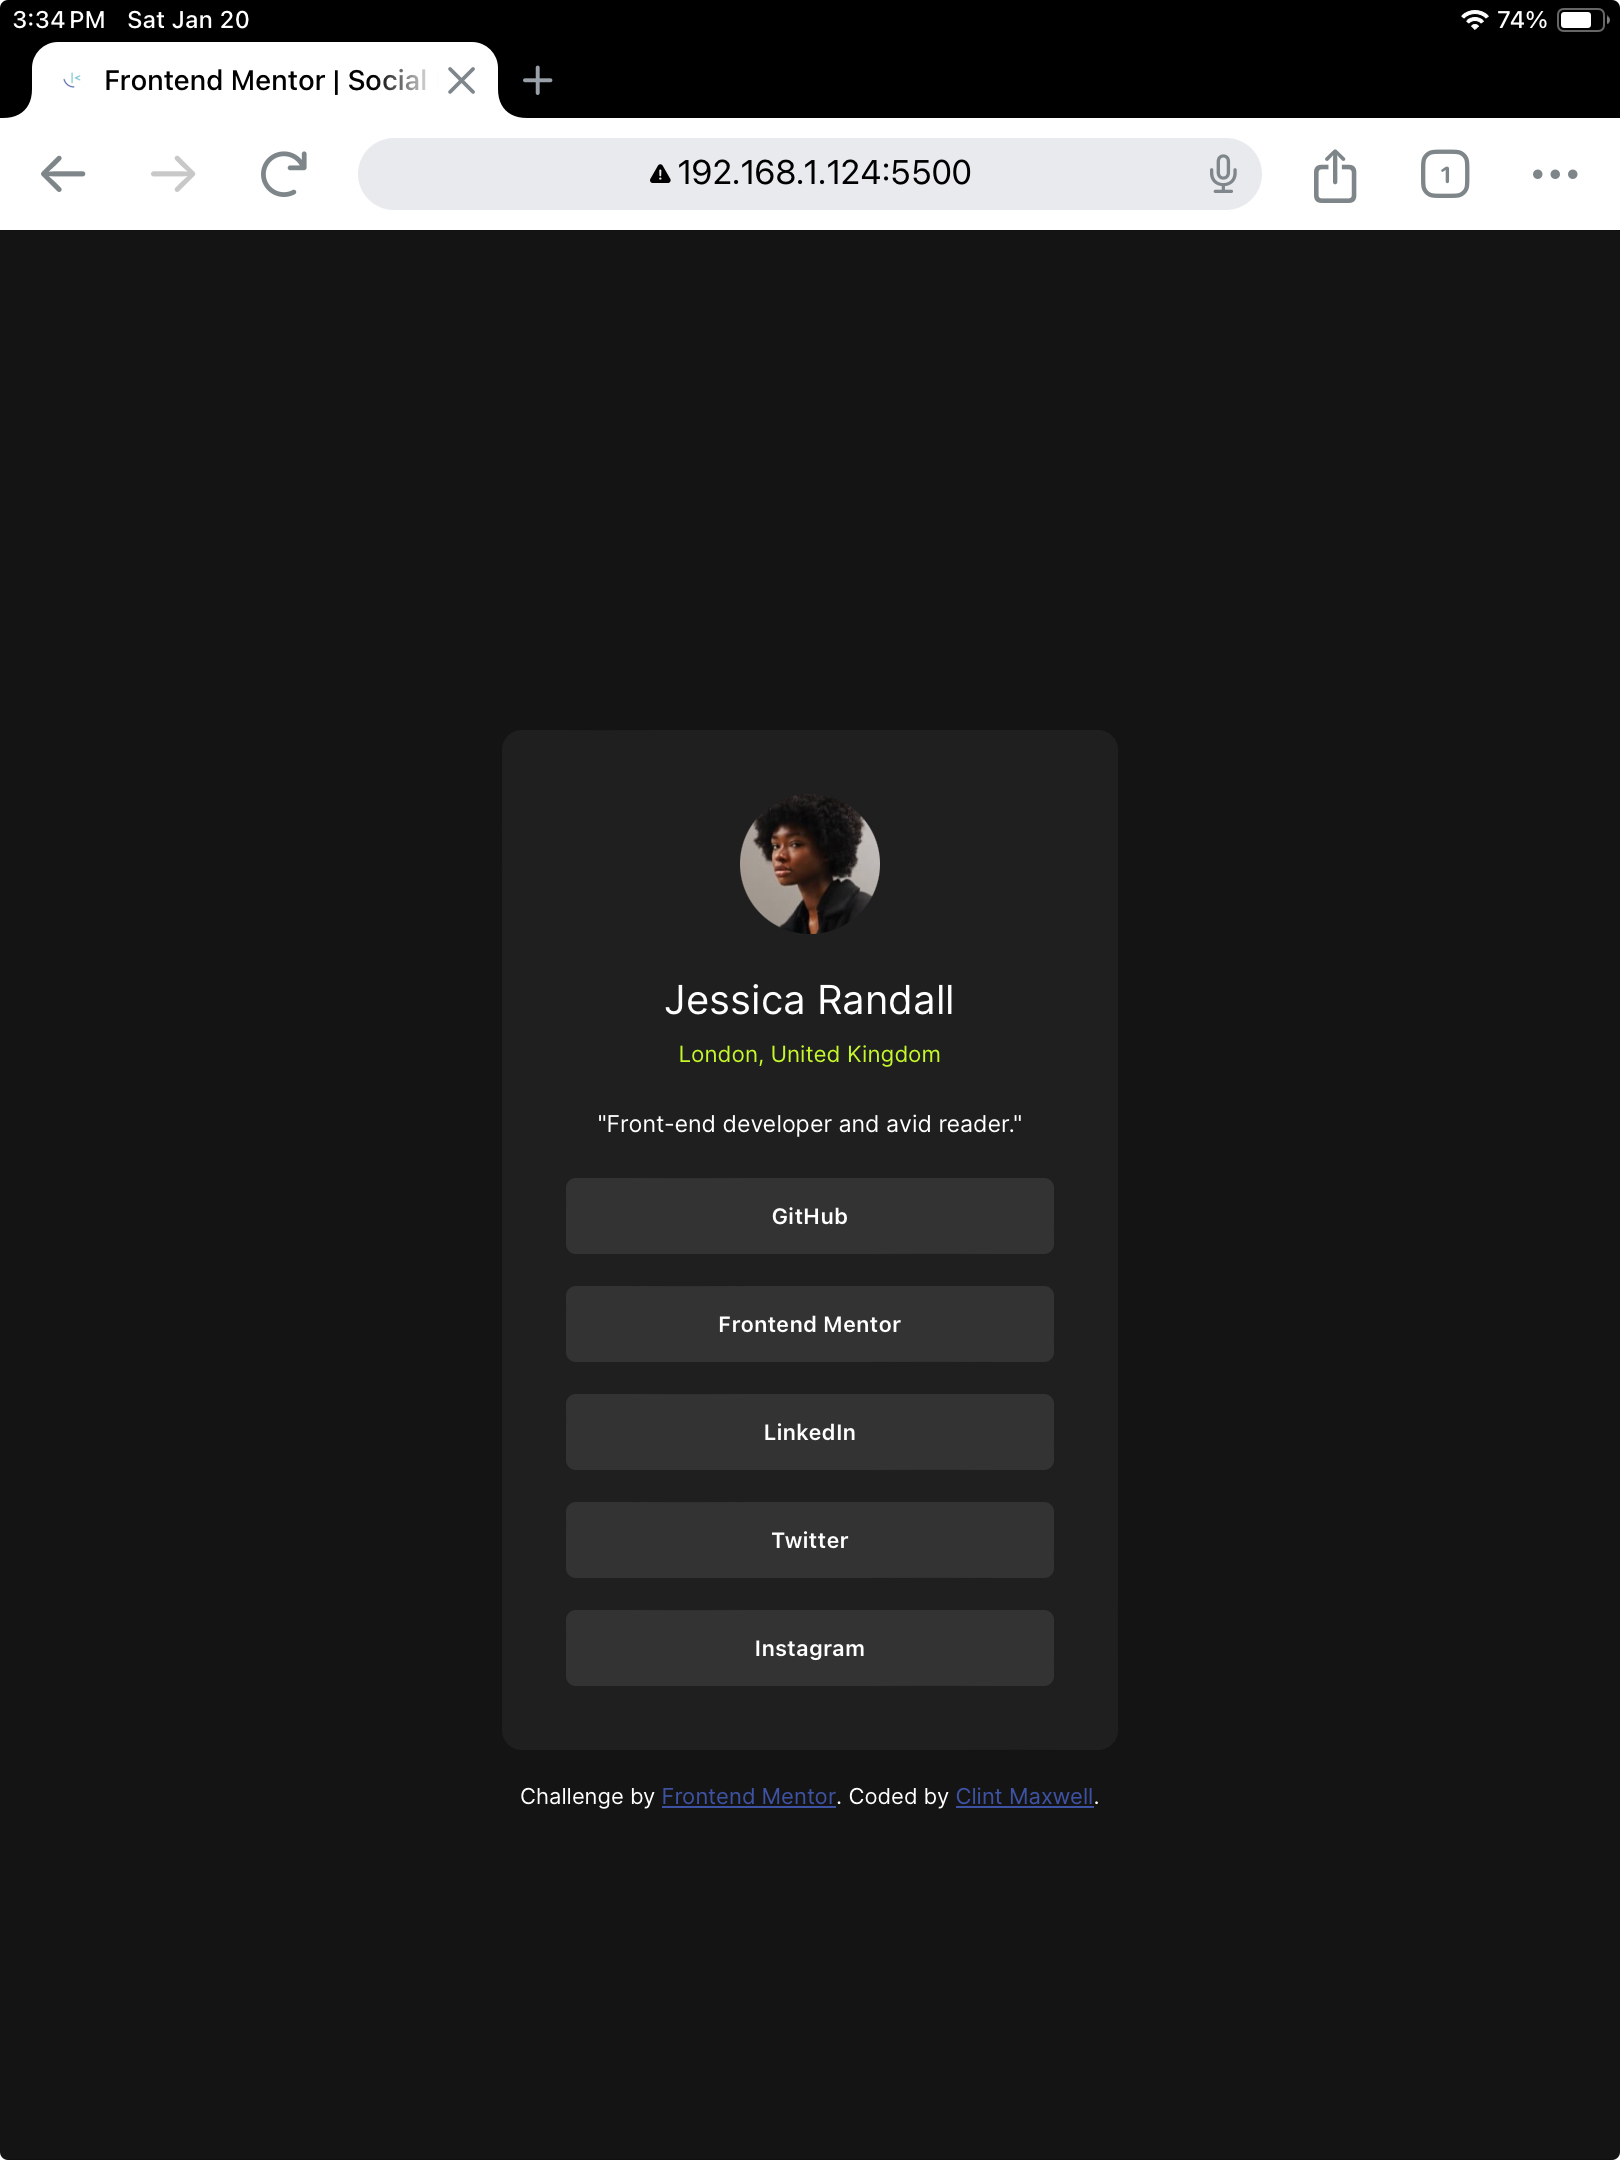 3:34 PM Sat Jan 20 74%
Frontend Mentor | Social
192.168.1.124:5500
1
Jessica Randall
London, United Kingdom
"Front-end developer and avid reader."
GitHub
Frontend Mentor
LinkedIn
Twitter
Instagram
Challenge by Frontend Mentor. Coded by Clint Maxwell.